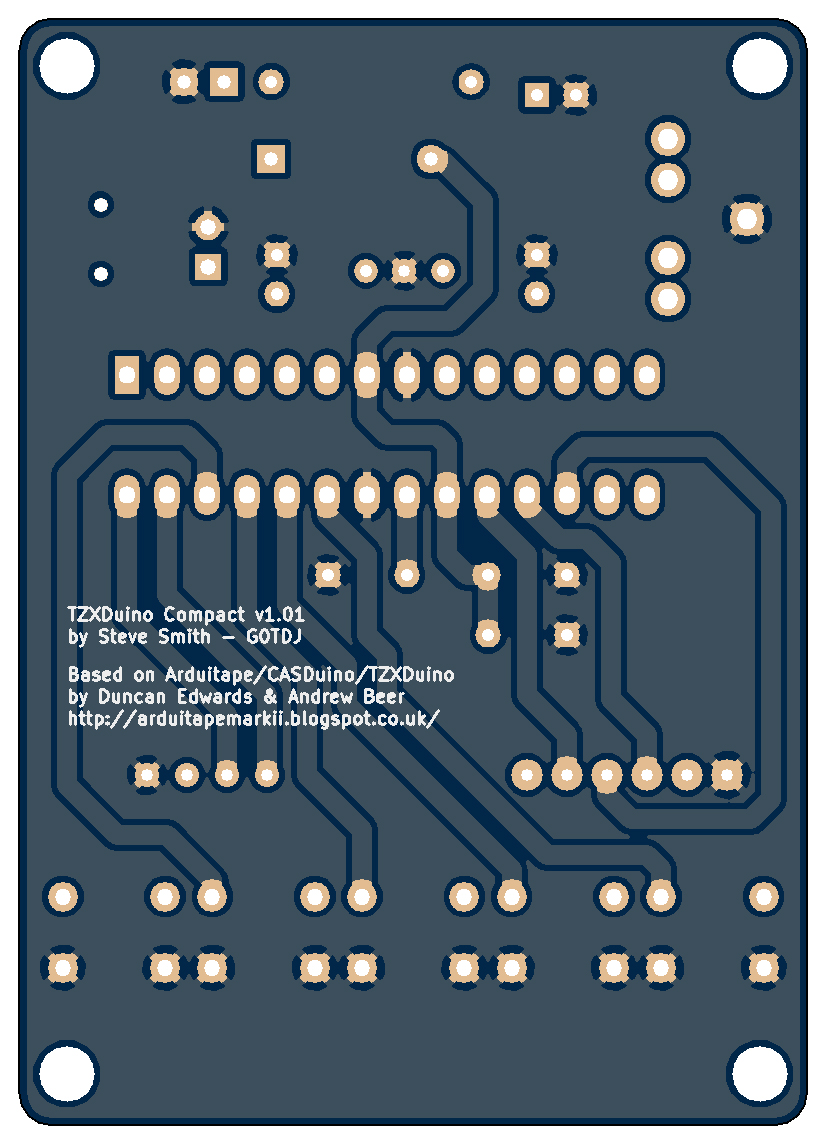 TZXDuino Compact v1.01
by Steve Smith - G0TDJ
Based on Arduitape/CASDuino/TZXDuino
by Duncan Edwards & Andrew Beer
http://arduitapemarkii.blogspot.co.uk/